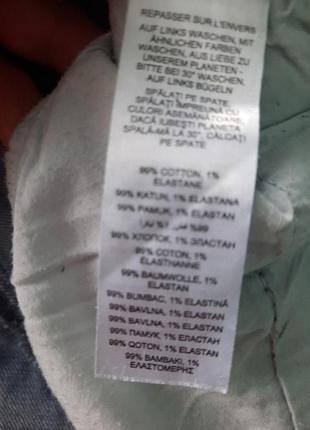 REPASSER SUR L'ENVERS
AUF LINKS WASCHEN, MIT
ÄHNLICHEN FARBEN
WASCHEN, AUS LIEBE ZU
UNSEREM PLANETEN -
BITTE BEI 30° WASCHEN,
AUF LINKS BÜGELN
SPĂLAȚI PE SPATE,
SPĂLAȚI ÎMPREUNĂ CU
CULORI ASEMĂNĂTOARE,
DACĂ IUBEȘTI PLANETA
SPALĂ-MĂ LA 30°, CĂLCAȚI
PE SPATE
99% COTTON, 1%
ELASTANE
99% KATUN, 1% ELASTANA
99% PAMUK, 1% ELASTAN
99% ХЛОПОК, 1% ЭЛАСТАН
99% COTON, 1%
ELASTHANNE
99% BAUMWOLLE, 1%
ELASTAN
99% BUMBAC, 1% ELASTINĂ
99% BAVLNA, 1% ELASTAN
99% BAVLNA, 1% ELASTAN
99% ПАМУК, 1% ЕЛАСТАН
99% QOTON, 1% ELASTAN
99% ΒΑΜΒΑΚΙ, 1%
ΕΛΑΣΤΟΜΕΡΗΣ